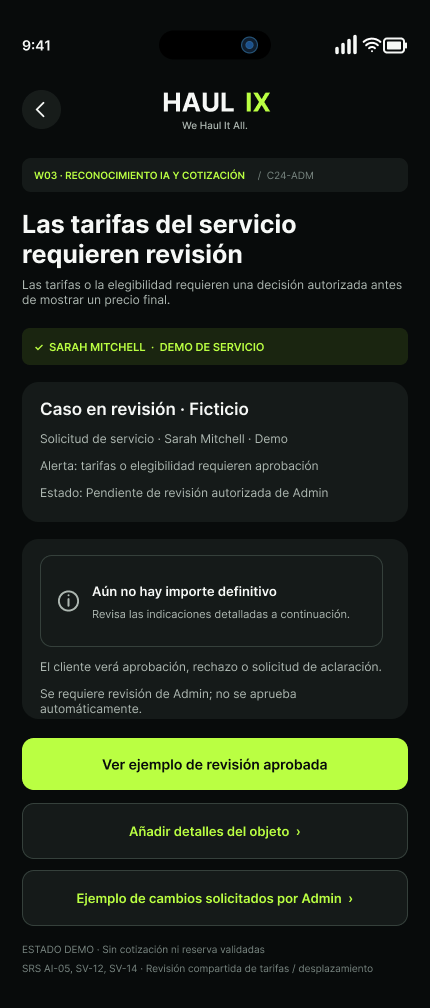 9:41
HAUL IX
We Haul It All.
W03 · RECONOCIMIENTO IA Y COTIZACIÓN / C24-ADM
Las tarifas del servicio
requieren revisión
Las tarifas o la elegibilidad requieren una decisión autorizada antes
de mostrar un precio final.
✓ SARAH MITCHELL · DEMO DE SERVICIO
Caso en revisión · Ficticio
Solicitud de servicio · Sarah Mitchell · Demo
Alerta: tarifas o elegibilidad requieren aprobación
Estado: Pendiente de revisión autorizada de Admin
Aún no hay importe definitivo
Revisa las indicaciones detalladas a continuación.
El cliente verá aprobación, rechazo o solicitud de aclaración.
Se requiere revisión de Admin; no se aprueba
automáticamente.
Ver ejemplo de revisión aprobada
Añadir detalles del objeto ›
Ejemplo de cambios solicitados por Admin ›
ESTADO DEMO · Sin cotización ni reserva validadas
SRS AI-05, SV-12, SV-14 · Revisión compartida de tarifas / desplazamiento